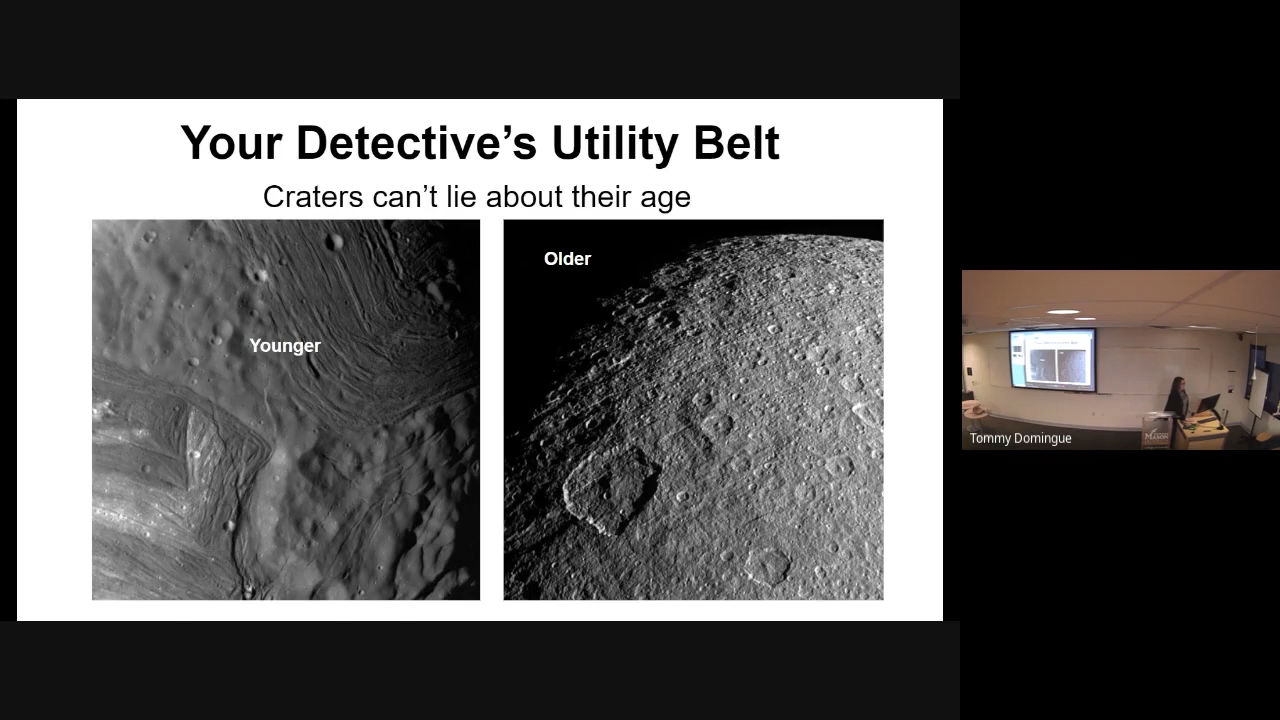 Your Detective’s Utility Belt
Craters can’t lie about their age
Younger
Older
Tommy Domingue